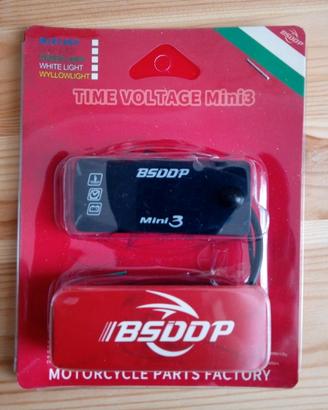 WHITE LIGHT
WYLLOWLIGHT
BSDDP
TIME VOLTAGE Mini3
BSDDP
Mini 3
BSDDP
MOTORCYCLE PARTS FACTORY